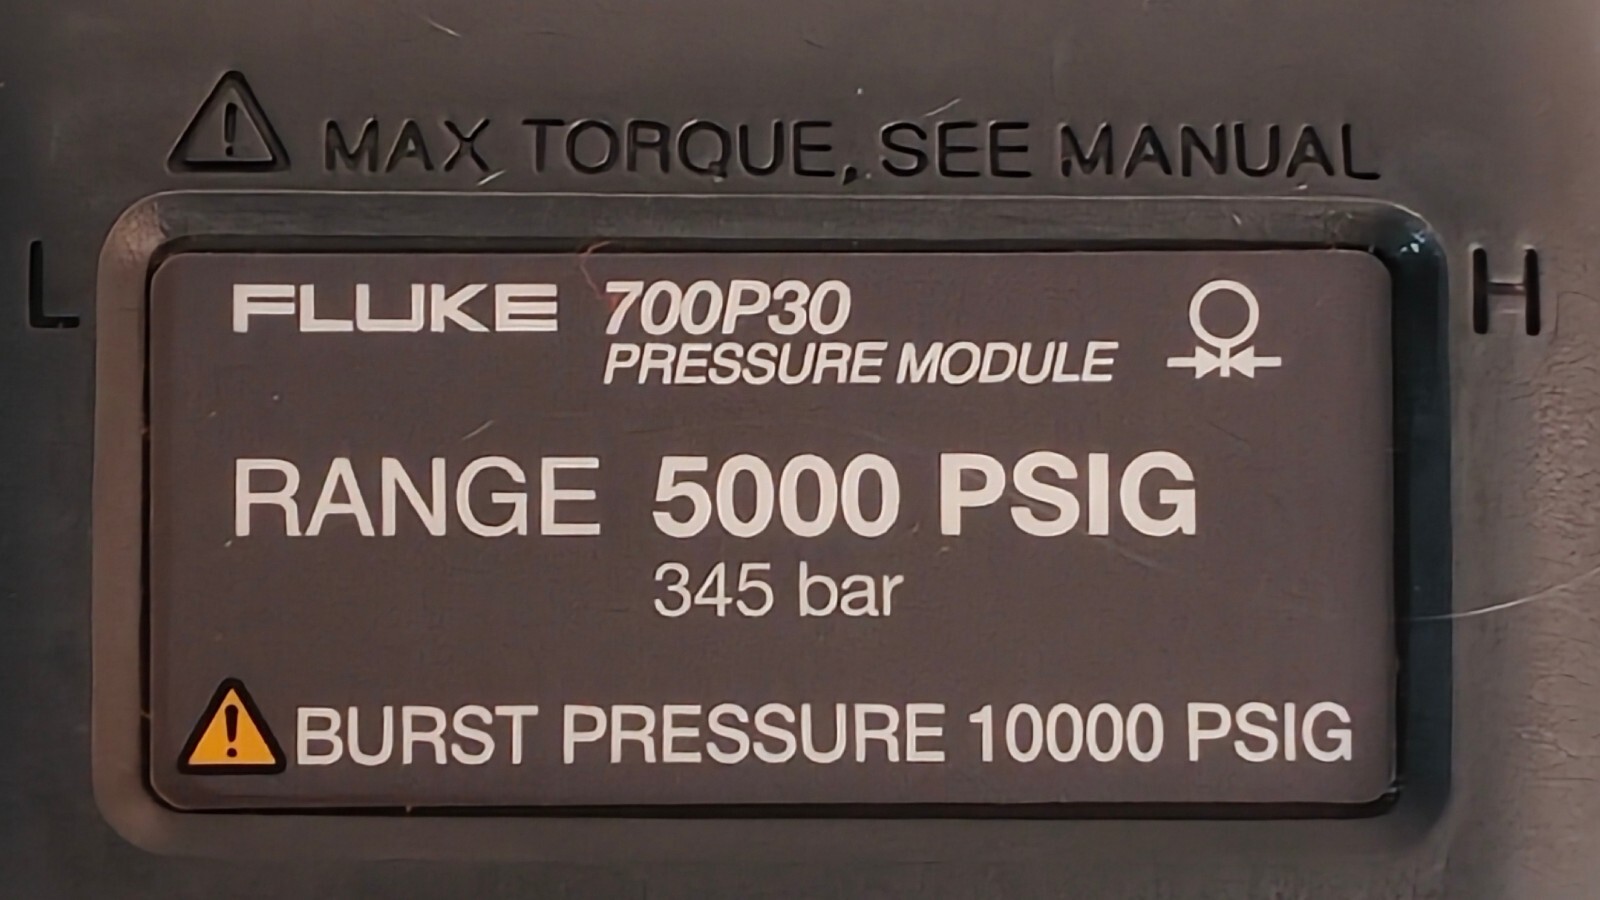 MAX TORQUE, SEE MANUAL
L
H
FLUKE 700P30
PRESSURE MODULE
RANGE 5000 PSIG
345 bar
BURST PRESSURE 10000 PSIG